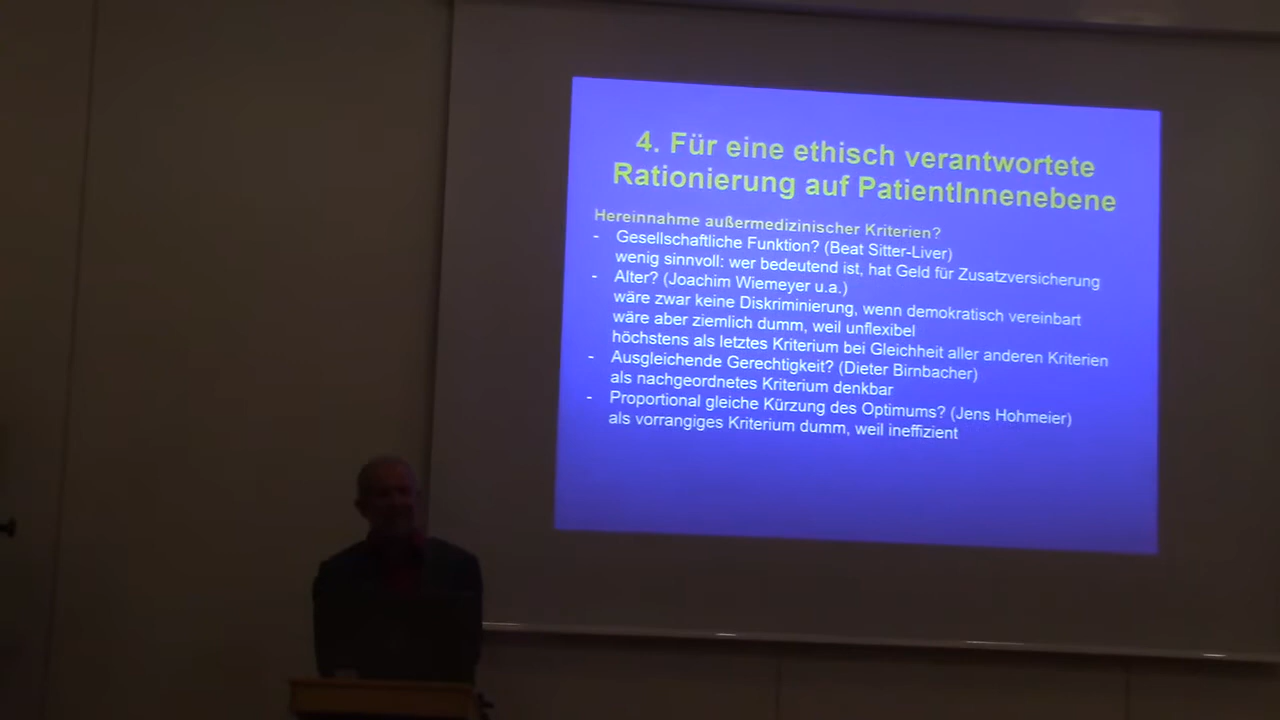 4. Für eine ethisch verantwortete
Rationierung auf PatientInnenebene
Hereinnahme außermedizinischer Kriterien?
- Gesellschaftliche Funktion? (Beat Sitter-Liver)
wenig sinnvoll: wer bedeutend ist, hat Geld für Zusatzversicherung
- Alter? (Joachim Wiemeyer u.a.)
wäre zwar keine Diskriminierung, wenn demokratisch vereinbart
wäre aber ziemlich dumm, weil unflexibel
höchstens als letztes Kriterium bei Gleichheit aller anderen Kriterien
- Ausgleichende Gerechtigkeit? (Dieter Birnbacher)
als nachgeordnetes Kriterium denkbar
- Proportional gleiche Kürzung des Optimums? (Jens Hohmeier)
als vorrangiges Kriterium dumm, weil ineffizient